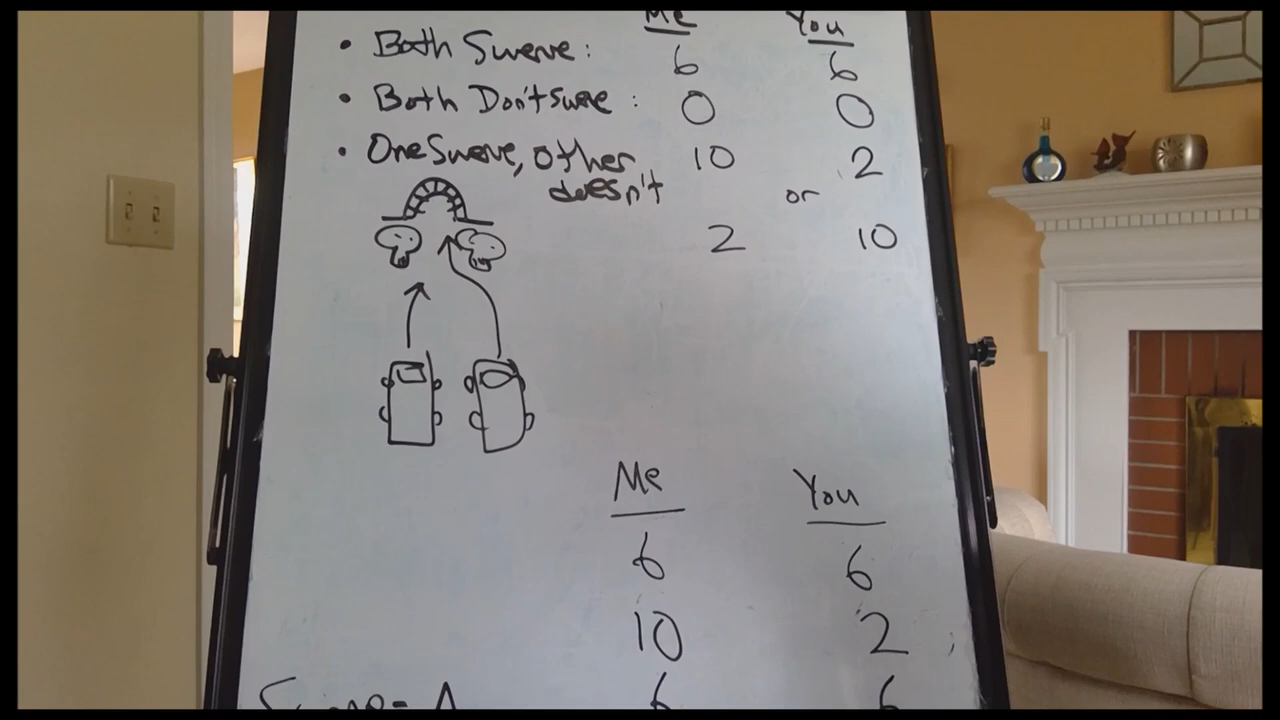 Me You
• Both Swerve: 6 6
• Both Don't Swerve: 0 0
• One Swerve, other doesn't 10 2
or
2 10
Me You
6 6
10 2
6 6